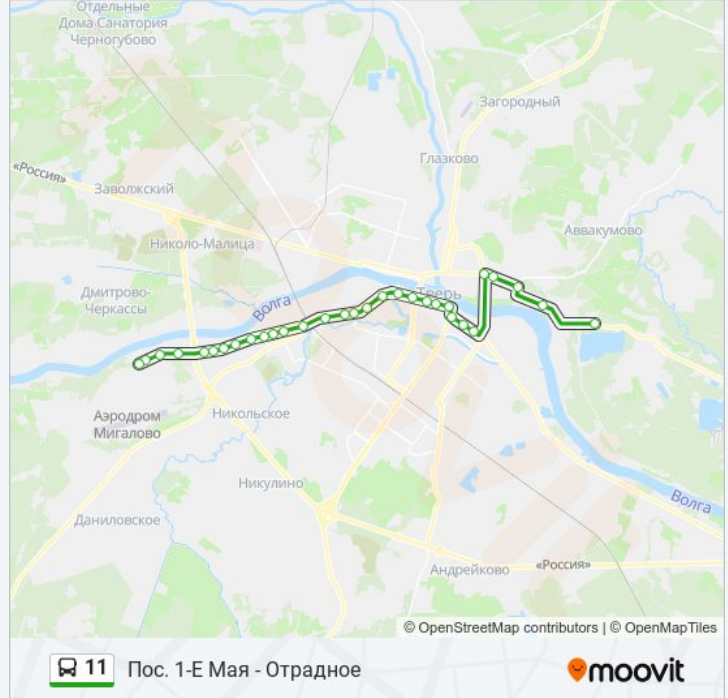 Отдельные
Дома Санатория
Черногубово
Загородный
«Россия»
Глазково
Заволжский
Аввакумово
Николо-Малица
Дмитрово-
Черкассы
Волга
Тверь
Аэродром
Мигалово
Никольское
Никулино
Волга
Даниловское
Андрейково
«Россия»
© OpenStreetMap contributors | © OpenMapTiles
11 Пос. 1-Е Мая - Отрадное
moovit